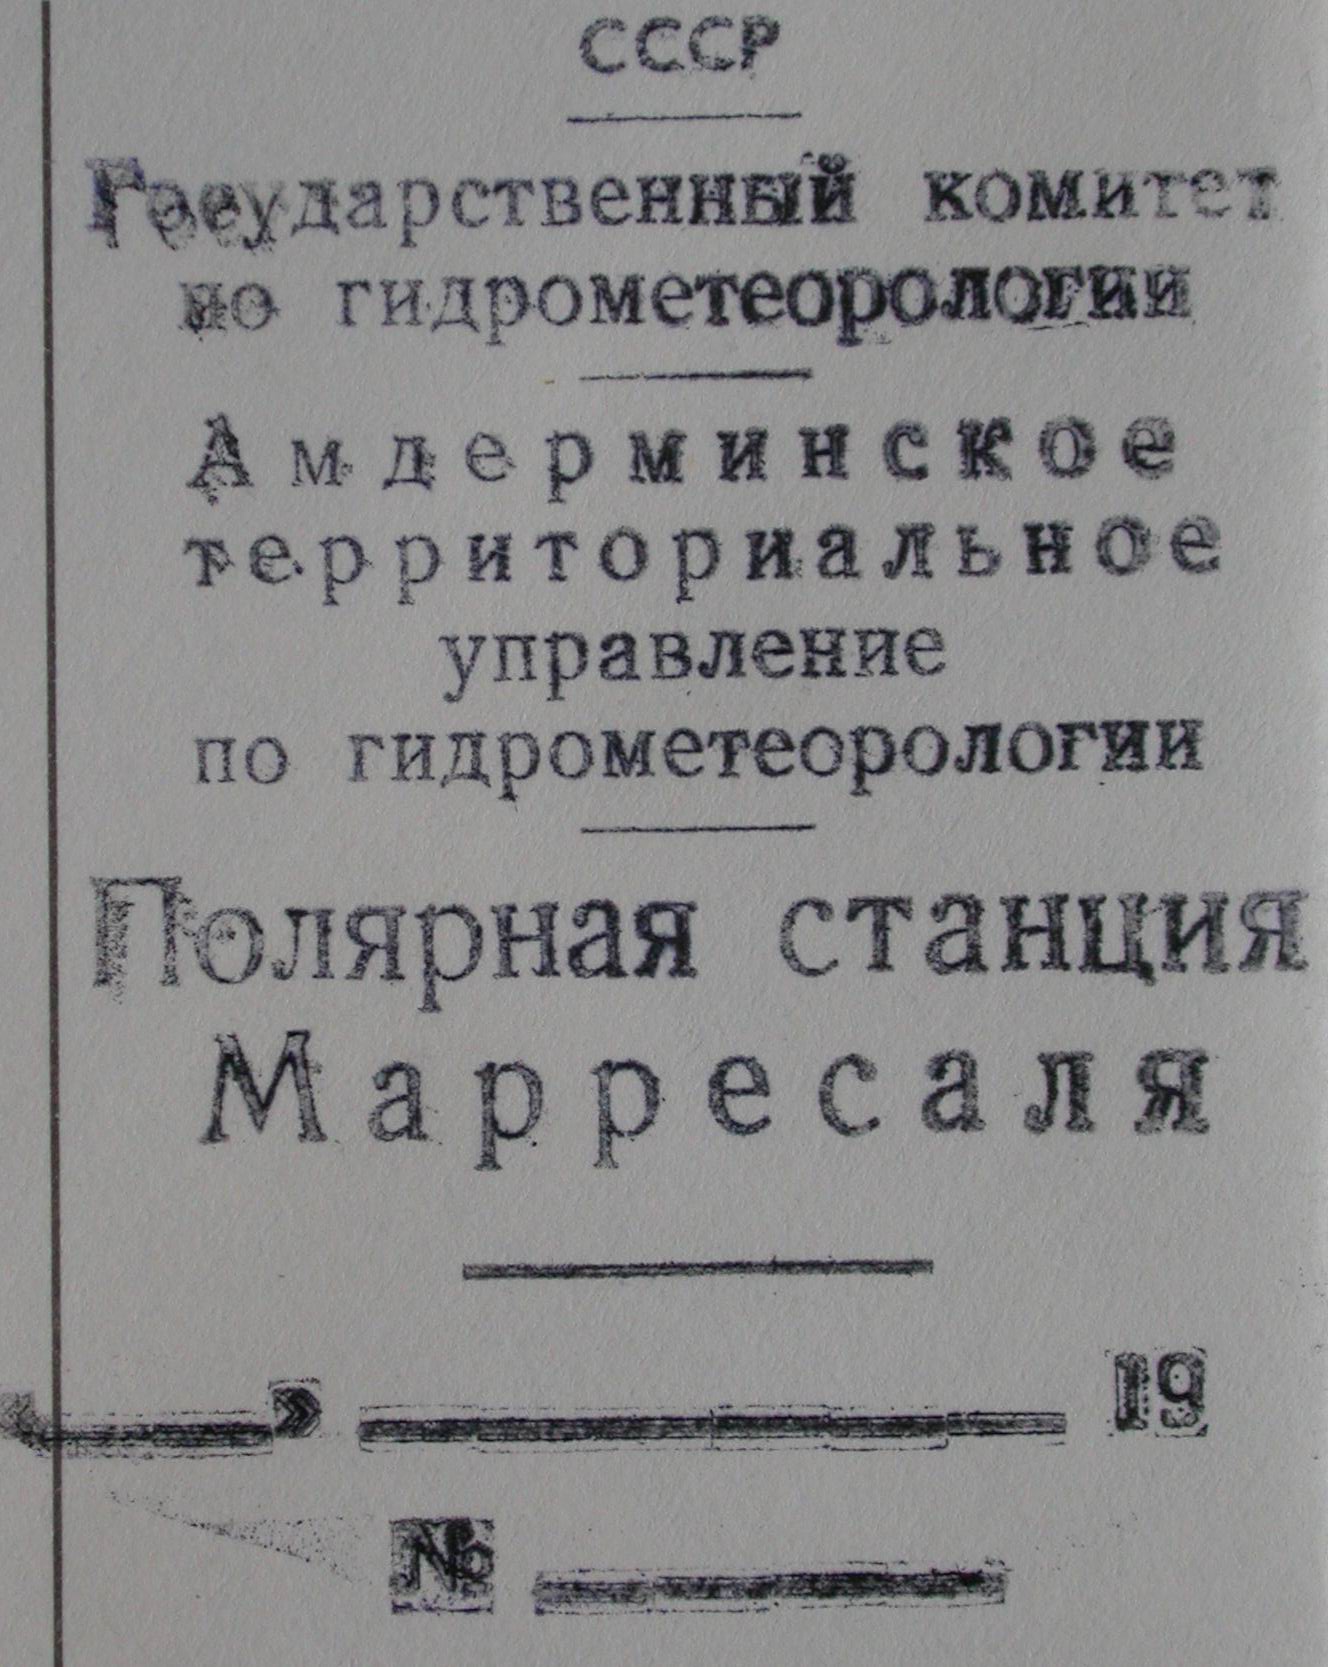 СССР
Государственный комитет
по гидрометеорологии
Амдерминское
территориальное
управление
по гидрометеорологии
Полярная станция
Марресаля
« » 19
№